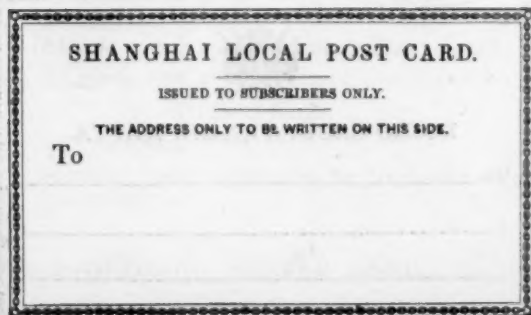 SHANGHAI LOCAL POST CARD.
ISSUED TO SUBSCRIBERS ONLY.
THE ADDRESS ONLY TO BE WRITTEN ON THIS SIDE.
To